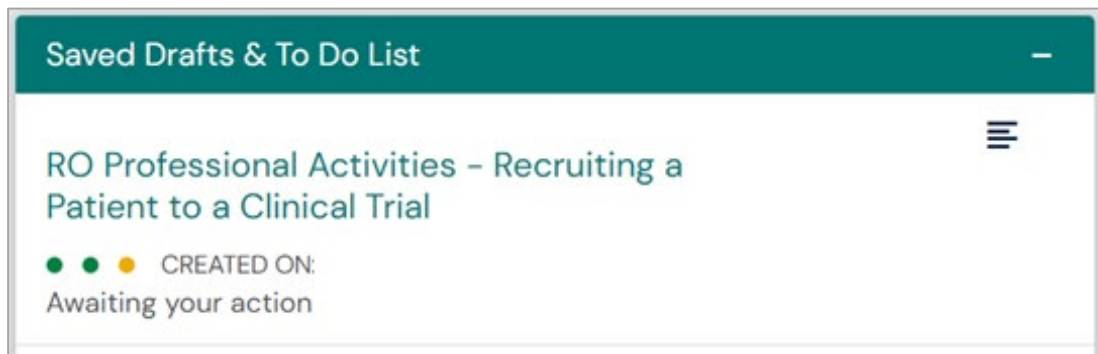 Saved Drafts & To Do List
RO Professional Activities – Recruiting a
Patient to a Clinical Trial
CREATED ON:
Awaiting your action